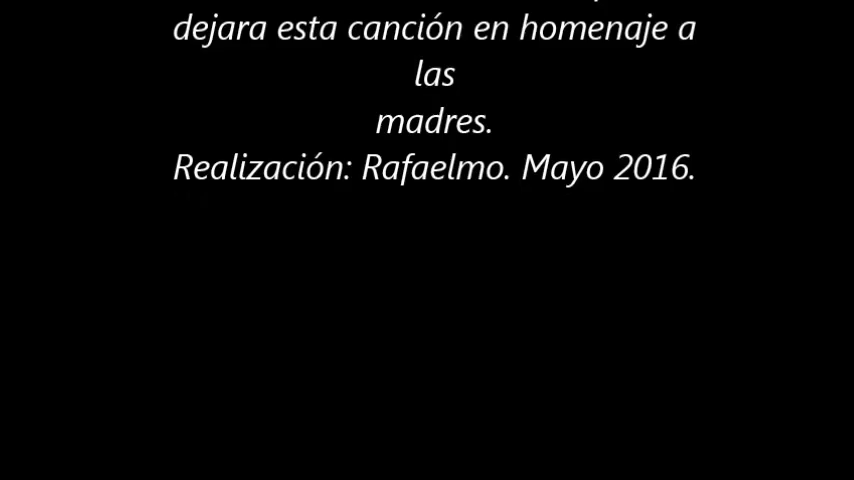 dejara esta canción en homenaje a
las
madres.
Realización: Rafaelmo. Mayo 2016.